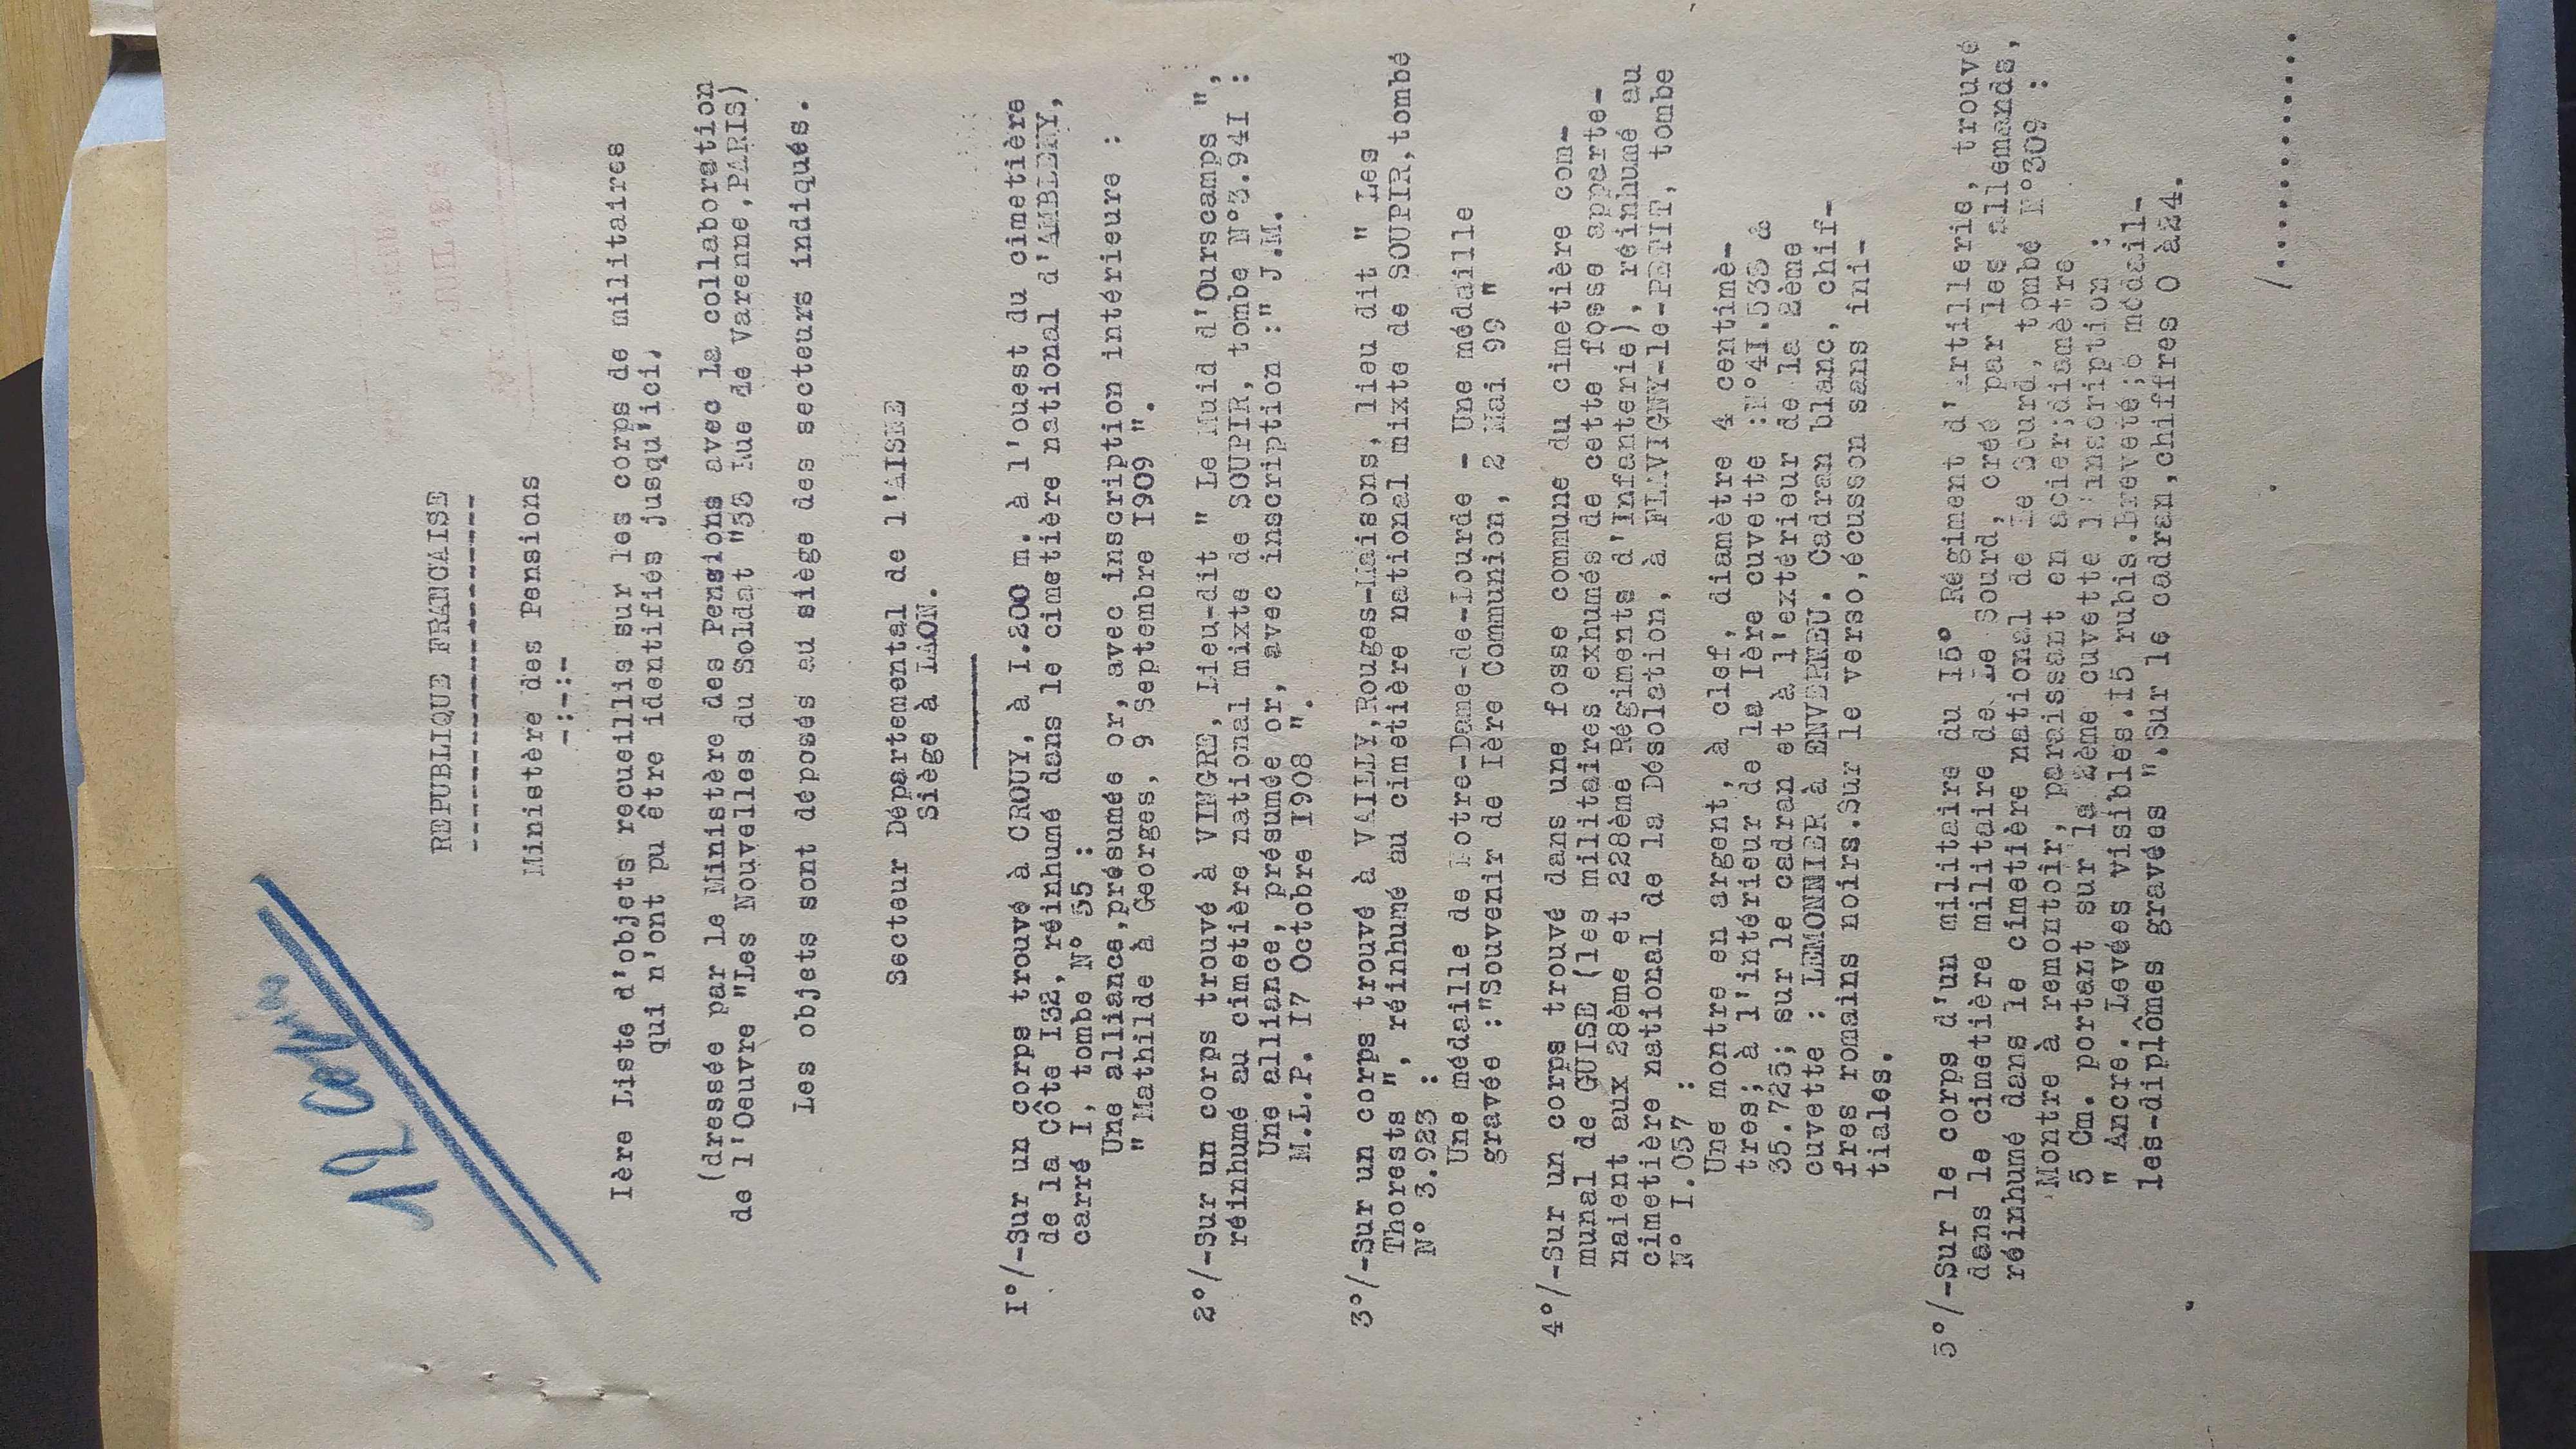 12 Col
REPUBLIQUE FRANCAISE
-----------------------
Ministère des Pensions
-:-:-
Ière Liste d'objets recueillis sur les corps de militaires
qui n'ont pu être identifiés jusqu'ici,
(dressée par le Ministère des Pensions avec la collaboration
de l'Oeuvre "Les Nouvelles du Soldat "53 Rue de Varenne,PARIS)
Les objets sont déposés au siège des secteurs indiqués.
Secteur Départemental de l'AISNE
Siège à LAON.
I°/-Sur un corps trouvé à CROUY, à I.200 m. à l'ouest du cimetière
de la Côte I32, réinhumé dans le cimetière national d'AMBLENY,
carré I, tombe N° 55 :
Une alliance,présumée or, avec inscription intérieure :
" Mathilde à Georges, 9 Septembre I909 ".
2°/-Sur un corps trouvé à VINGRE, Lieu-dit " Le Muid d'Ourscamps ",
réinhumé au cimetière national mixte de SOUPIR, tombe N°3.94I :
Une alliance, présumée or, avec inscription :" J.M.
M.L.P. I7 Octobre I908 ".
3°/-Sur un corps trouvé à VAILLY,Rouges-Maisons, lieu dit " Les
Thorests ", réinhumé au cimetière national mixte de SOUPIR,tombé
N° 3.923 :
Une médaille de Notre-Dame-de-Lourde - Une médaille
gravée :"Souvenir de Ière Communion, 2 Mai 99 "
4°/-Sur un corps trouvé dans une fosse commune du cimetière com-
munal de GUISE (les militaires exhumés de cette fosse apparte-
naient aux 28ème et 228ème Régiments d'Infanterie), réinhumé au
cimetière national de la Désolation, à FLAVIGNY-le-PETIT, tombe
N° I.057 :
Une montre en argent, à clef, diamètre 4 centimè-
tres; à l'intérieur de la Ière cuvette :N°4I.533 &
35.725; sur le cadran et à l'extérieur de la 2ème
cuvette : LEMONNIER à ENVERMEU. Cadran blanc, chif-
fres romains noirs.Sur le verso,écusson sans ini-
tiales.
5°/-Sur le corps d'un militaire du I5° Régiment d'Artillerie, trouvé
dans le cimetière militaire de Le Sourd, créé par les allemands,
réinhumé dans le cimetière national de Le Sourd, tombe N°309 :
Montre à remontoir, paraissant en acier;diamètre
5 Cm. portant sur la 2ème cuvette l'inscription :
" Ancre. Levées visibles.I5 rubis.Breveté;6 médail-
les-diplômes gravés ".Sur le cadran,chiffres O à24.
/............